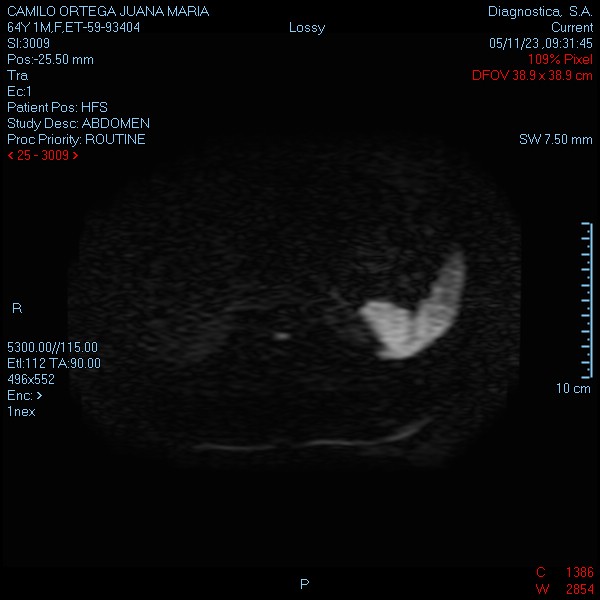 CAMILO ORTEGA JUANA MARIA
64Y 1M,F,ET-59-93404
SI:3009
Pos:-25.50 mm
Tra
Ec:1
Patient Pos: HFS
Study Desc: ABDOMEN
Proc Priority: ROUTINE
< 25 - 3009 >
Lossy
Diagnostica, S.A.
Current
05/11/23 ,09:31:45
109% Pixel
DFOV 38.9 x 38.9 cm
SW 7.50 mm
R
5300.00//115.00
Etl:112 TA:90.00
496x552
Enc: >
1nex
10 cm
P
C 1386
W 2854